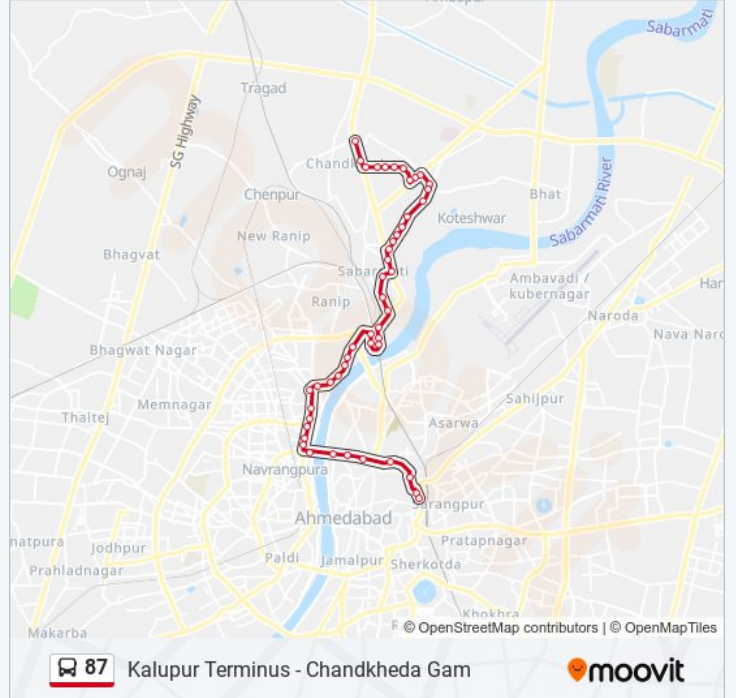 Sabarmati
Tragad
SG Highway
Chandkh
Ognaj
Chenpur
Bhat
Koteshwar
Sabarmati River
New Ranip
Bhagvat
Sabarmati
Ambavadi /
kubernagar
Har
Ranip
Naroda
Nava Naro
Bhagwat Nagar
Sahijpur
Memnagar
Thaltej
Asarwa
Navrangpura
Sarangpur
Ahmedabad
natpura
Jodhpur
Pratapnagar
Paldi
Jamalpur
Sherkotda
Prahladnagar
Khokhra
R
Makarba
© OpenStreetMap contributors | © OpenMapTiles
87 Kalupur Terminus - Chandkheda Gam
moovit